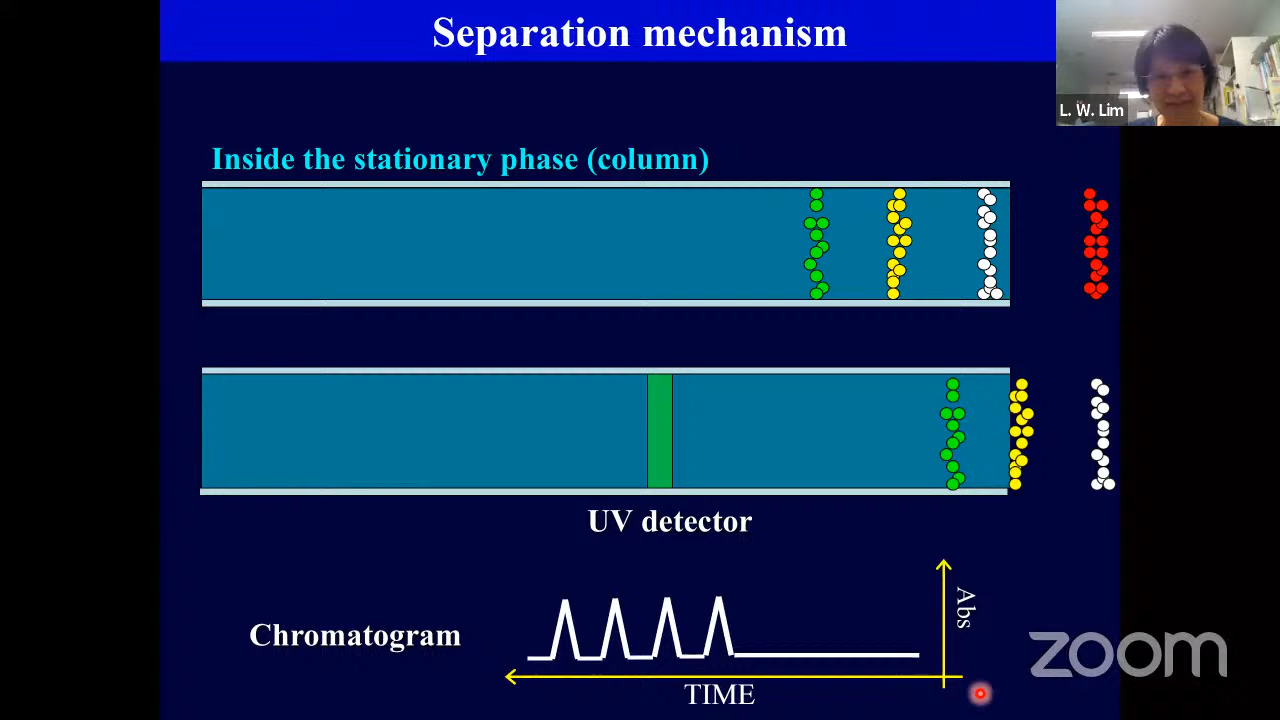 Separation mechanism
L. W. Lim
Inside the stationary phase (column)
UV detector
Abs
Chromatogram
TIME
zoom